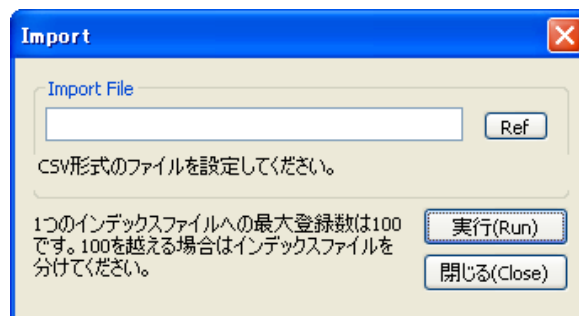 Import
Import File
Ref
CSV形式のファイルを設定してください。
1つのインデックスファイルへの最大登録数は100
です。100を越える場合はインデックスファイルを
分けてください。
実行(Run)
閉じる(Close)